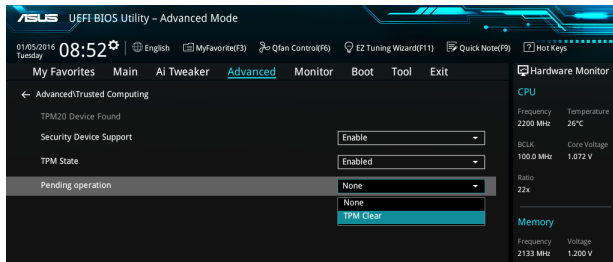 ASUS UEFI BIOS Utility – Advanced Mode
01/05/2016 Tuesday 08:52 English MyFavorite(F3) Qfan Control(F6) EZ Tuning Wizard(F11) Quick Note(F9) ? Hot Keys
My Favorites Main Ai Tweaker Advanced Monitor Boot Tool Exit
Hardware Monitor
← Advanced\Trusted Computing
TPM20 Device Found
Security Device Support Enable
TPM State Enabled
Pending operation None
None
TPM Clear
CPU
Frequency Temperature
2200 MHz 26°C
BCLK Core Voltage
100.0 MHz 1.072 V
Ratio
22x
Memory
Frequency Voltage
2133 MHz 1.200 V